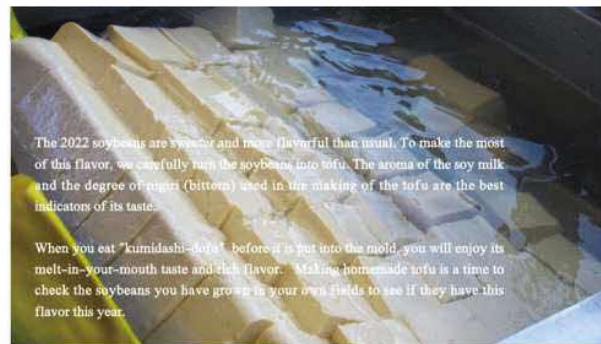 The 2022 soybeans are sweeter and more flavorful than usual. To make the most
of this flavor, we carefully turn the soybeans into tofu. The aroma of the soy milk
and the degree of nigiri (bittern) used in the making of the tofu are the best
indicators of its taste.
When you eat "kumidashi-dofu" before it is put into the mold, you will enjoy its
melt-in-your-mouth taste and rich flavor. Making homemade tofu is a time to
check the soybeans you have grown in your own fields to see if they have this
flavor this year.